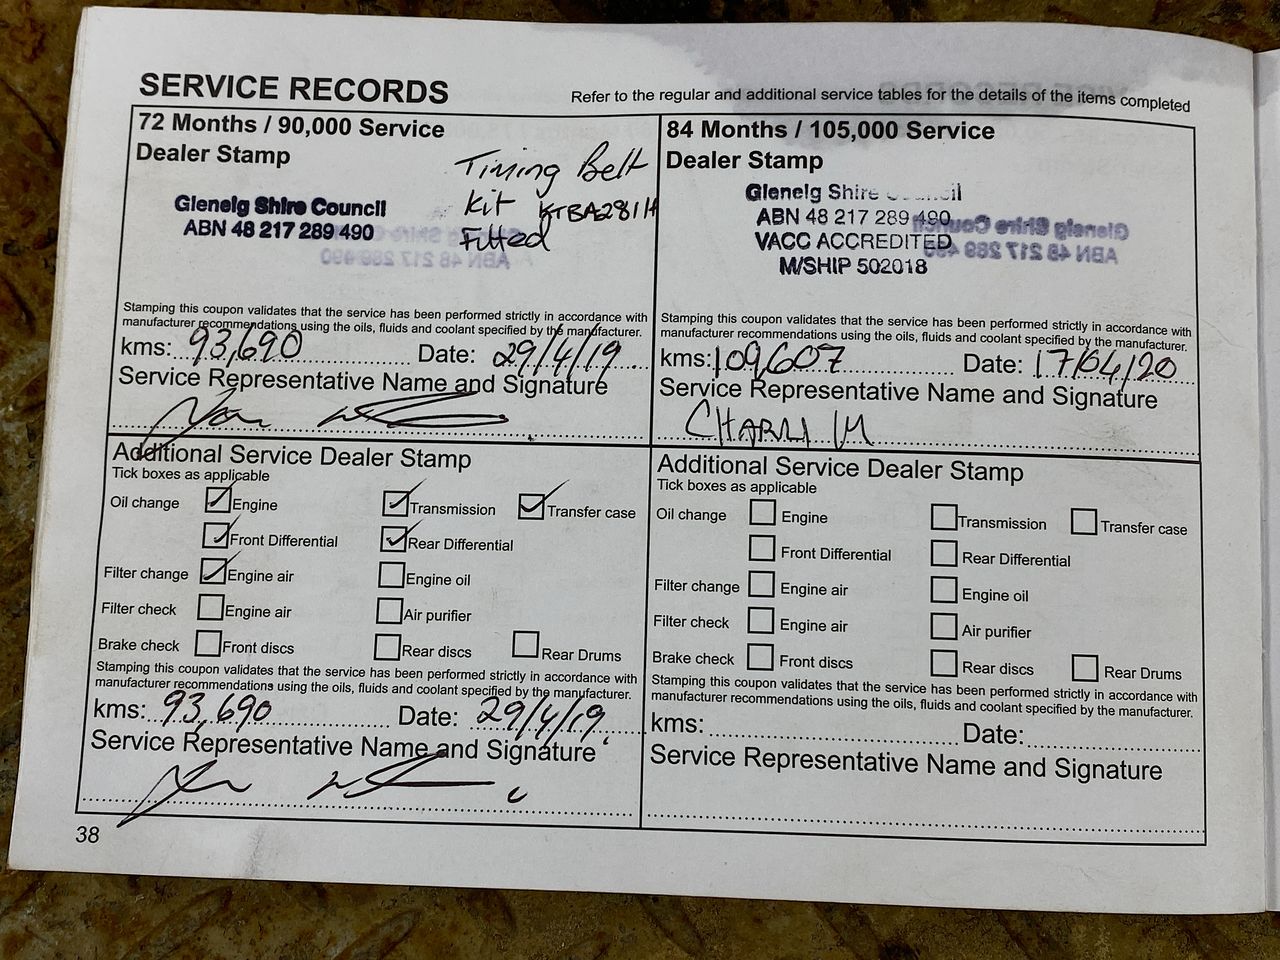 SERVICE RECORDS
Refer to the regular and additional service tables for the details of the items completed
72 Months / 90,000 Service
Dealer Stamp
Timing Belt
Kit KTBA281H
Fitted
Glenelg Shire Council
ABN 48 217 289 490
Stamping this coupon validates that the service has been performed strictly in accordance with
manufacturer recommendations using the oils, fluids and coolant specified by the manufacturer.
kms: 93,690 Date: 29/4/19
Service Representative Name and Signature
Additional Service Dealer Stamp
Tick boxes as applicable
Oil change Engine Transmission Transfer case
Front Differential Rear Differential
Filter change Engine air Engine oil
Filter check Engine air Air purifier
Brake check Front discs Rear discs Rear Drums
Stamping this coupon validates that the service has been performed strictly in accordance with
manufacturer recommendations using the oils, fluids and coolant specified by the manufacturer.
kms: 93,690 Date: 29/4/19
Service Representative Name and Signature
84 Months / 105,000 Service
Dealer Stamp
Glenelg Shire Council
ABN 48 217 289 490
VACC ACCREDITED
M/SHIP 502018
Stamping this coupon validates that the service has been performed strictly in accordance with
manufacturer recommendations using the oils, fluids and coolant specified by the manufacturer.
kms: 109,607 Date: 17/04/20
Service Representative Name and Signature
Additional Service Dealer Stamp
Tick boxes as applicable
Oil change Engine Transmission Transfer case
Front Differential Rear Differential
Filter change Engine air Engine oil
Filter check Engine air Air purifier
Brake check Front discs Rear discs Rear Drums
Stamping this coupon validates that the service has been performed strictly in accordance with
manufacturer recommendations using the oils, fluids and coolant specified by the manufacturer.
kms: Date:
Service Representative Name and Signature
38